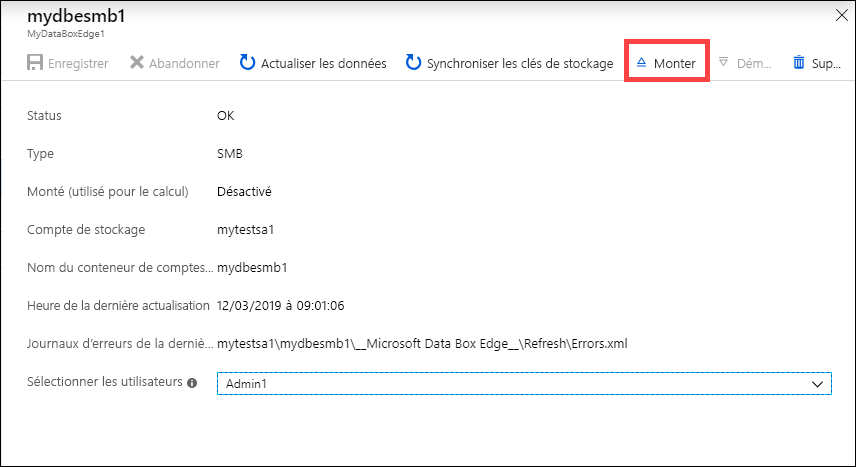 mydbesmb1
MyDataBoxEdge1
Enregistrer Abandonner Actualiser les données Synchroniser les clés de stockage Monter Dém... Sup...
Status OK
Type SMB
Monté (utilisé pour le calcul) Désactivé
Compte de stockage mytestsa1
Nom du conteneur de comptes... mydbesmb1
Heure de la dernière actualisation 12/03/2019 à 09:01:06
Journaux d’erreurs de la derniè... mytestsa1\mydbesmb1\__Microsoft Data Box Edge__\Refresh\Errors.xml
Sélectionner les utilisateurs Admin1